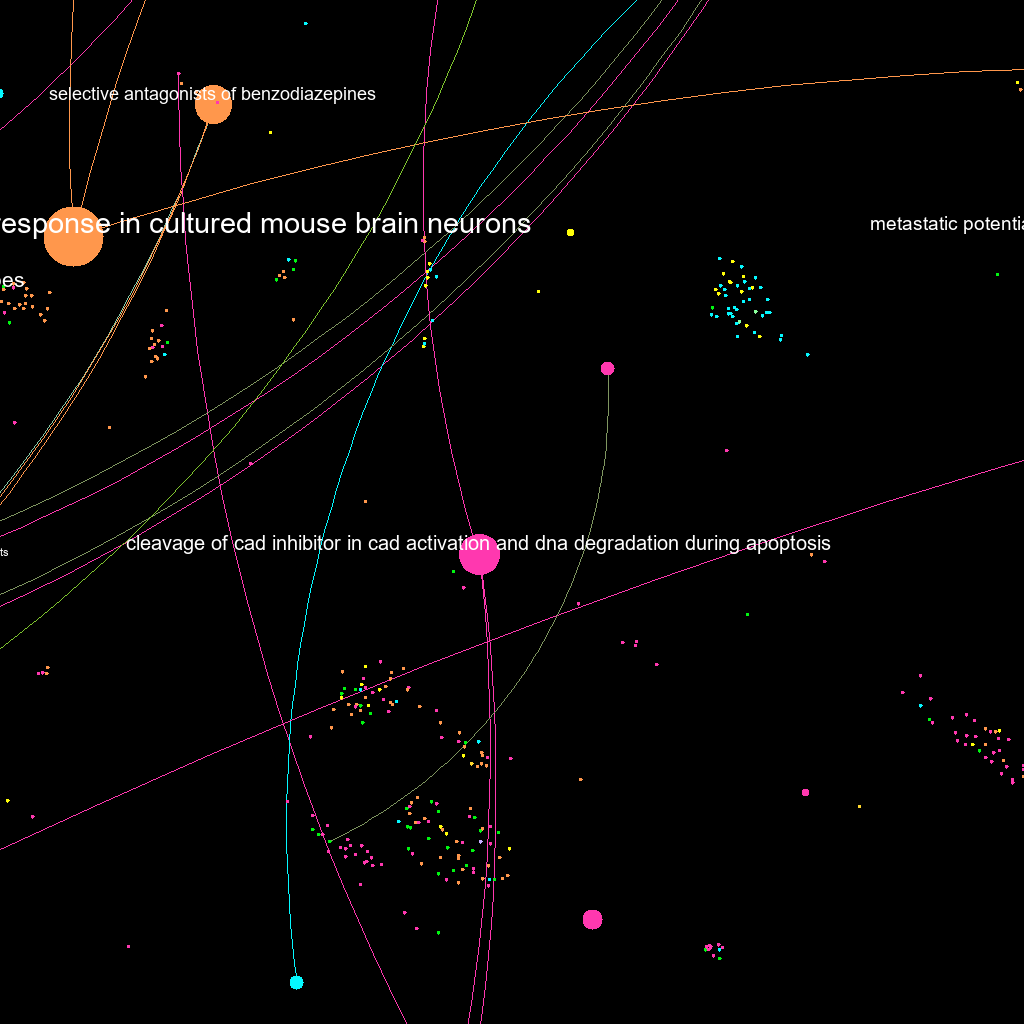 selective antagonists of benzodiazepines
response in cultured mouse brain neurons
metastatic potentia
pes
cleavage of cad inhibitor in cad activation and dna degradation during apoptosis
ts